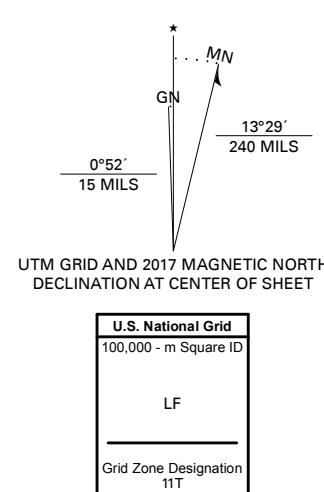 ★
MN
GN
13°29´
240 MILS
0°52´
15 MILS
UTM GRID AND 2017 MAGNETIC NORTH
DECLINATION AT CENTER OF SHEET
U.S. National Grid
100,000 - m Square ID
LF
Grid Zone Designation
11T